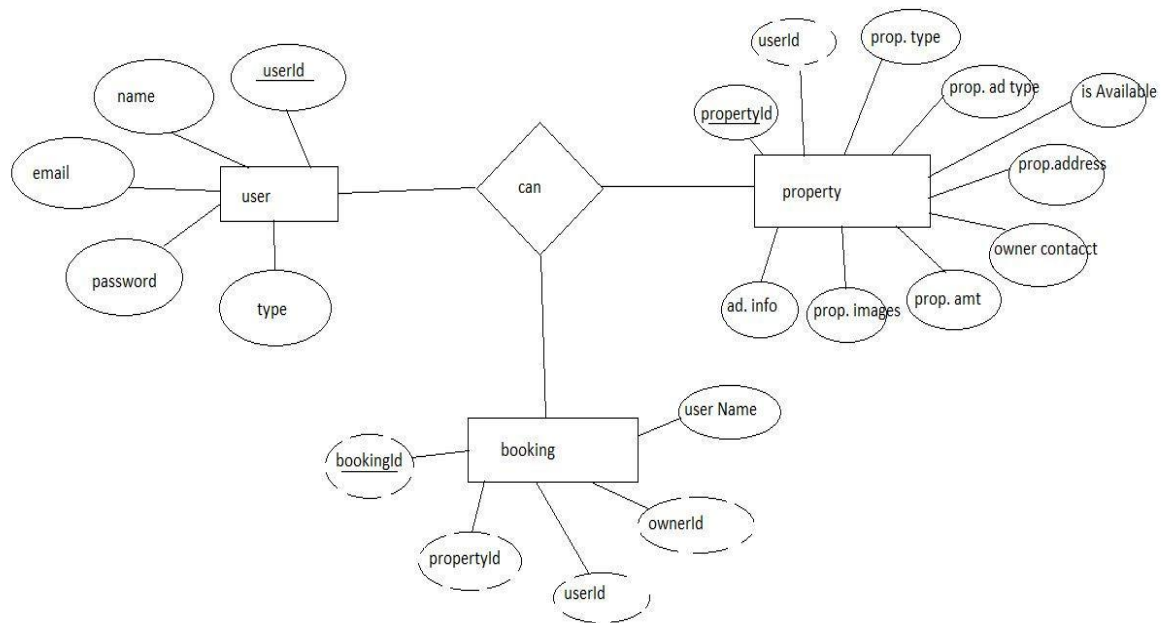 userId
prop. type
userId
name
prop. ad type
is Available
propertyId
email
prop.address
user
can
property
owner contacct
password
type
ad. info
prop. images
prop. amt
user Name
booking
bookingId
ownerId
propertyId
userId